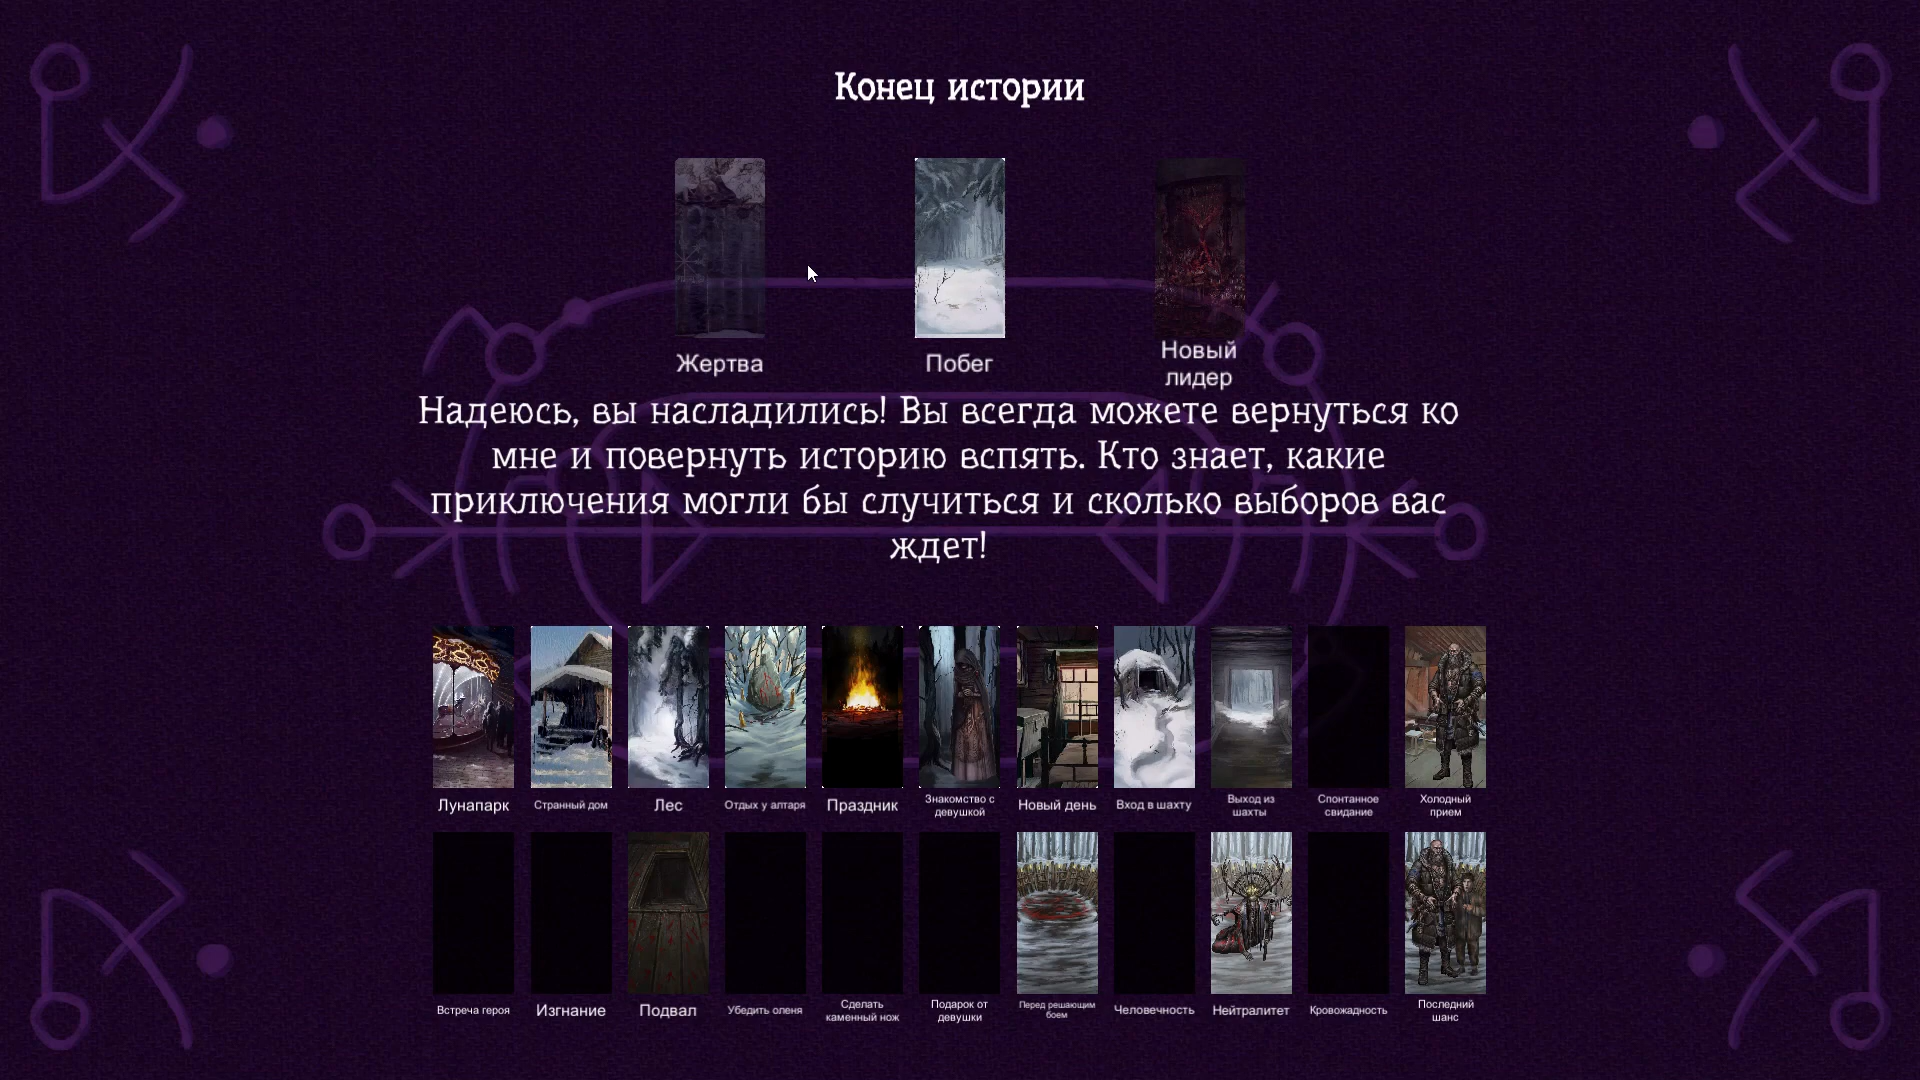 Конец истории
Жертва
Побег
Новый
лидер
Надеюсь, вы насладились! Вы всегда можете вернуться ко
мне и повернуть историю вспять. Кто знает, какие
приключения могли бы случиться и сколько выборов вас
ждет!
Лунапарк
Странный дом
Лес
Отдых у алтаря
Праздник
Знакомство с
девушкой
Новый день
Вход в шахту
Выход из
шахты
Спонтанное
свидание
Холодный
прием
Встреча героя
Изгнание
Подвал
Убедить оленя
Сделать
каменный нож
Подарок от
девушки
Перед решающим
боем
Человечность
Нейтралитет
Кровожадность
Последний
шанс